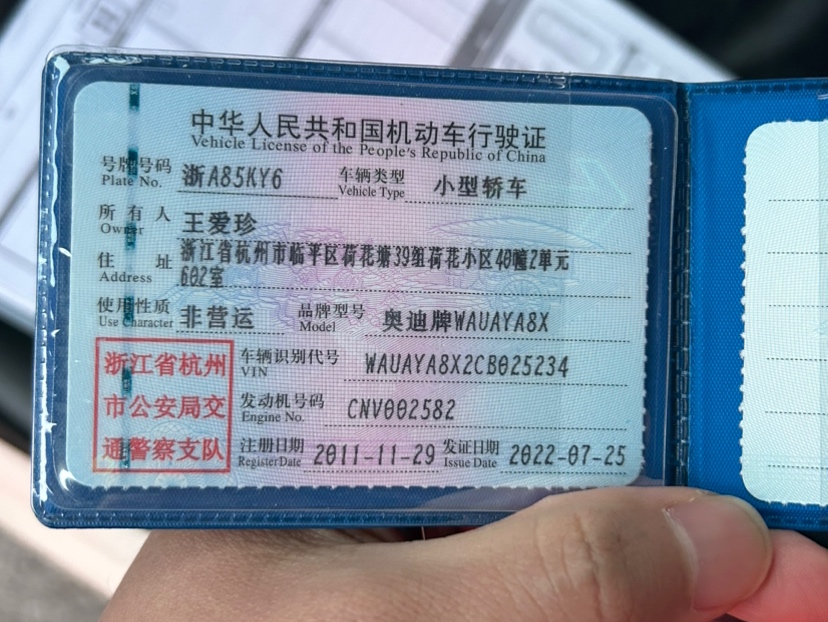 中华人民共和国机动车行驶证
Vehicle License of the People's Republic of China
号牌号码 浙A85KY6 车辆类型 小型轿车
Plate No. Vehicle Type
所有人 王爱珍
Owner
住址 浙江省杭州市临平区荷花塘39组荷花小区40幢2单元
Address 602室
使用性质 非营运 品牌型号 奥迪牌WAUAYA8X
Use Character Model
浙江省杭州 车辆识别代号 WAUAYA8X2CB025234
VIN
市公安局交 发动机号码 CNV002582
Engine No.
通警察支队 注册日期 2011-11-29 发证日期 2022-07-25
Register Date Issue Date